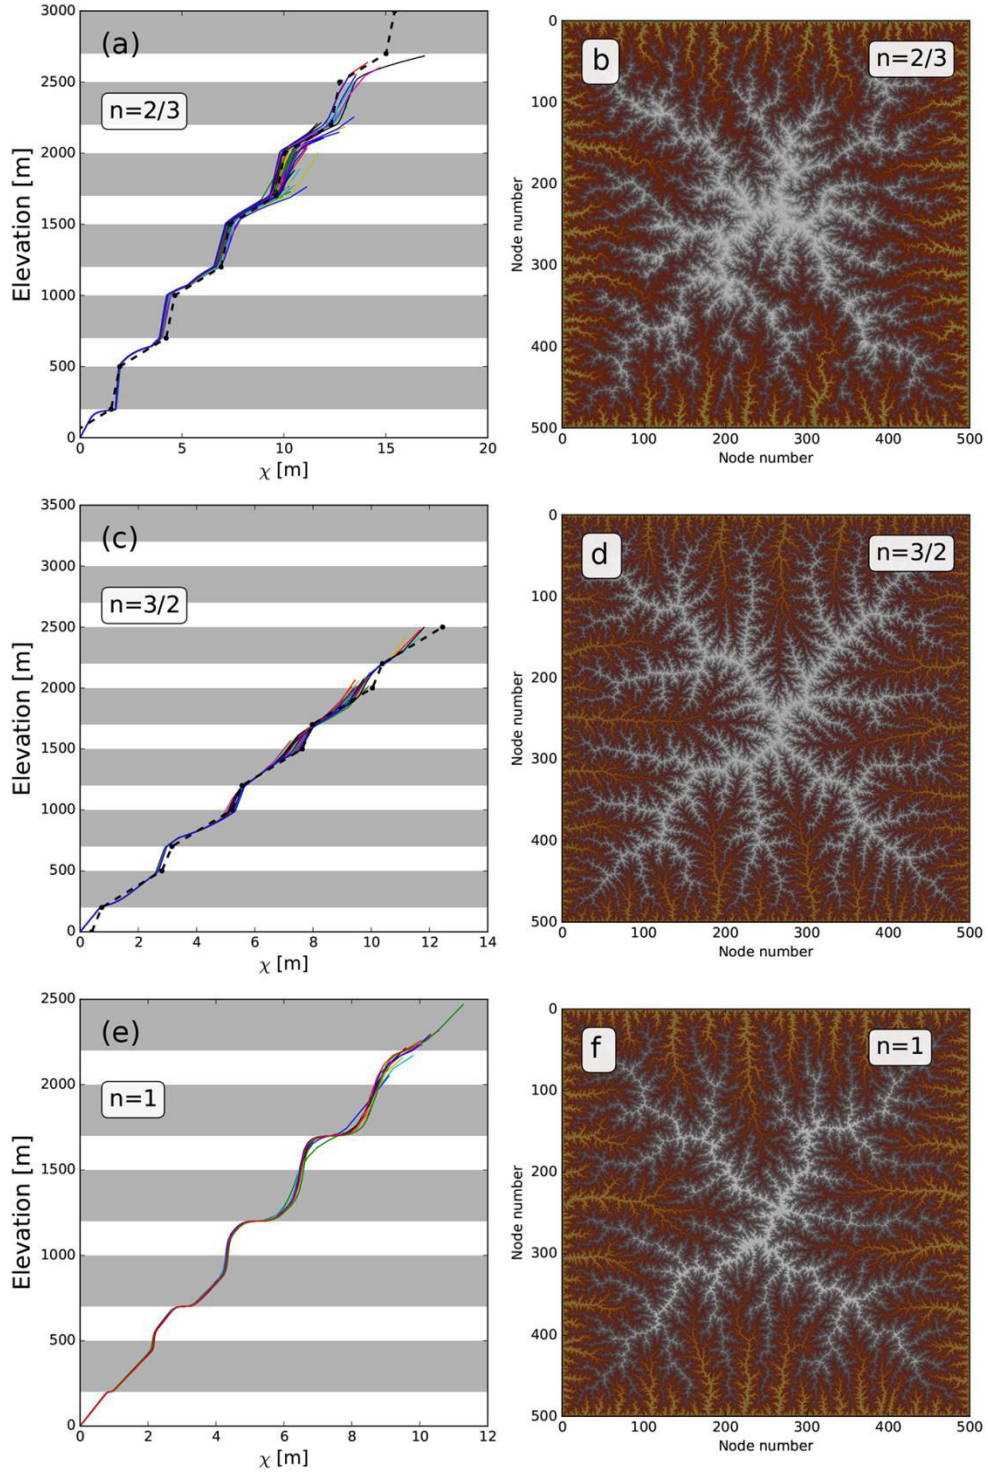 (a)
n=2/3
Elevation [m]
3000
2500
2000
1500
1000
500
0
0 5 10 15 20
χ [m]
b
n=2/3
Node number
0
100
200
300
400
500
0 100 200 300 400 500
Node number
(c)
n=3/2
Elevation [m]
3500
3000
2500
2000
1500
1000
500
0
0 2 4 6 8 10 12 14
χ [m]
d
n=3/2
Node number
0
100
200
300
400
500
0 100 200 300 400 500
Node number
(e)
n=1
Elevation [m]
2500
2000
1500
1000
500
0
0 2 4 6 8 10 12
χ [m]
f
n=1
Node number
0
100
200
300
400
500
0 100 200 300 400 500
Node number